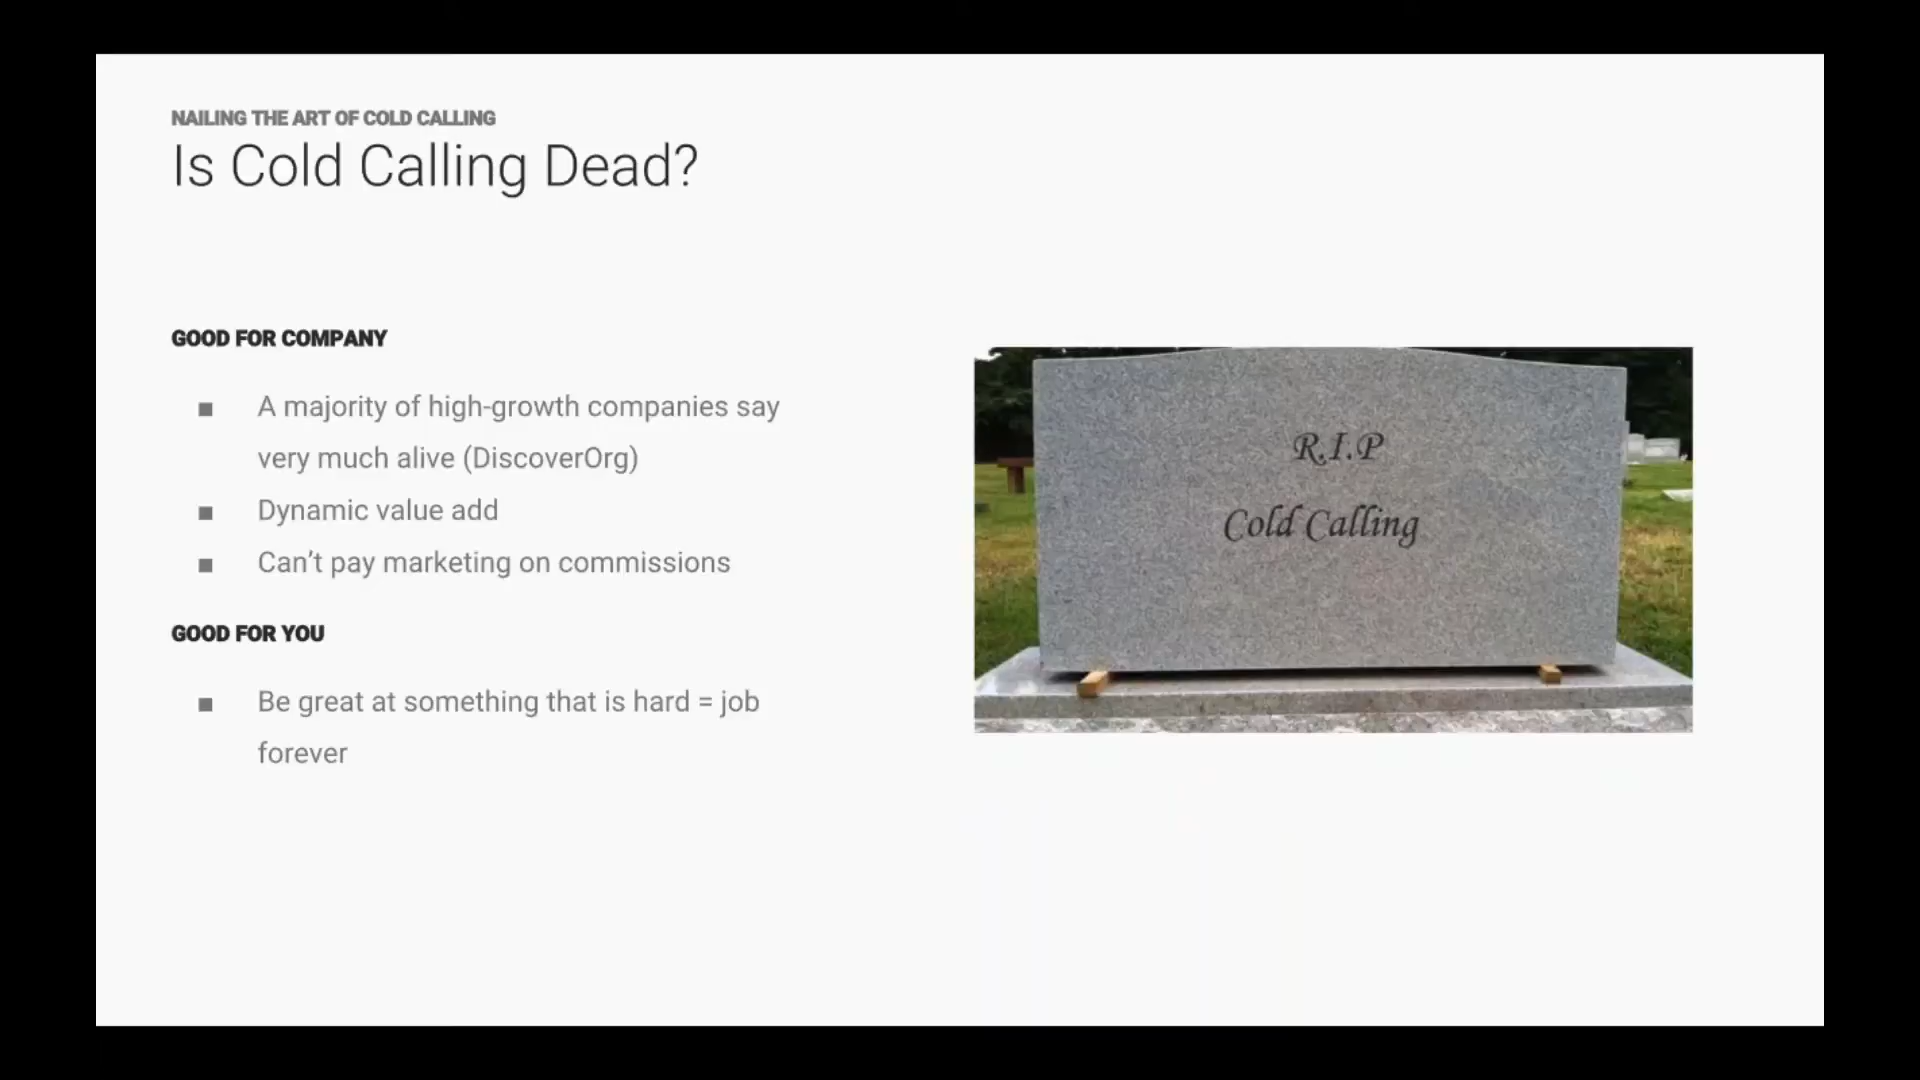 NAILING THE ART OF COLD CALLING
Is Cold Calling Dead?
GOOD FOR COMPANY
■ A majority of high-growth companies say
very much alive (DiscoverOrg)
■ Dynamic value add
■ Can’t pay marketing on commissions
GOOD FOR YOU
■ Be great at something that is hard = job
forever
R.I.P
Cold Calling